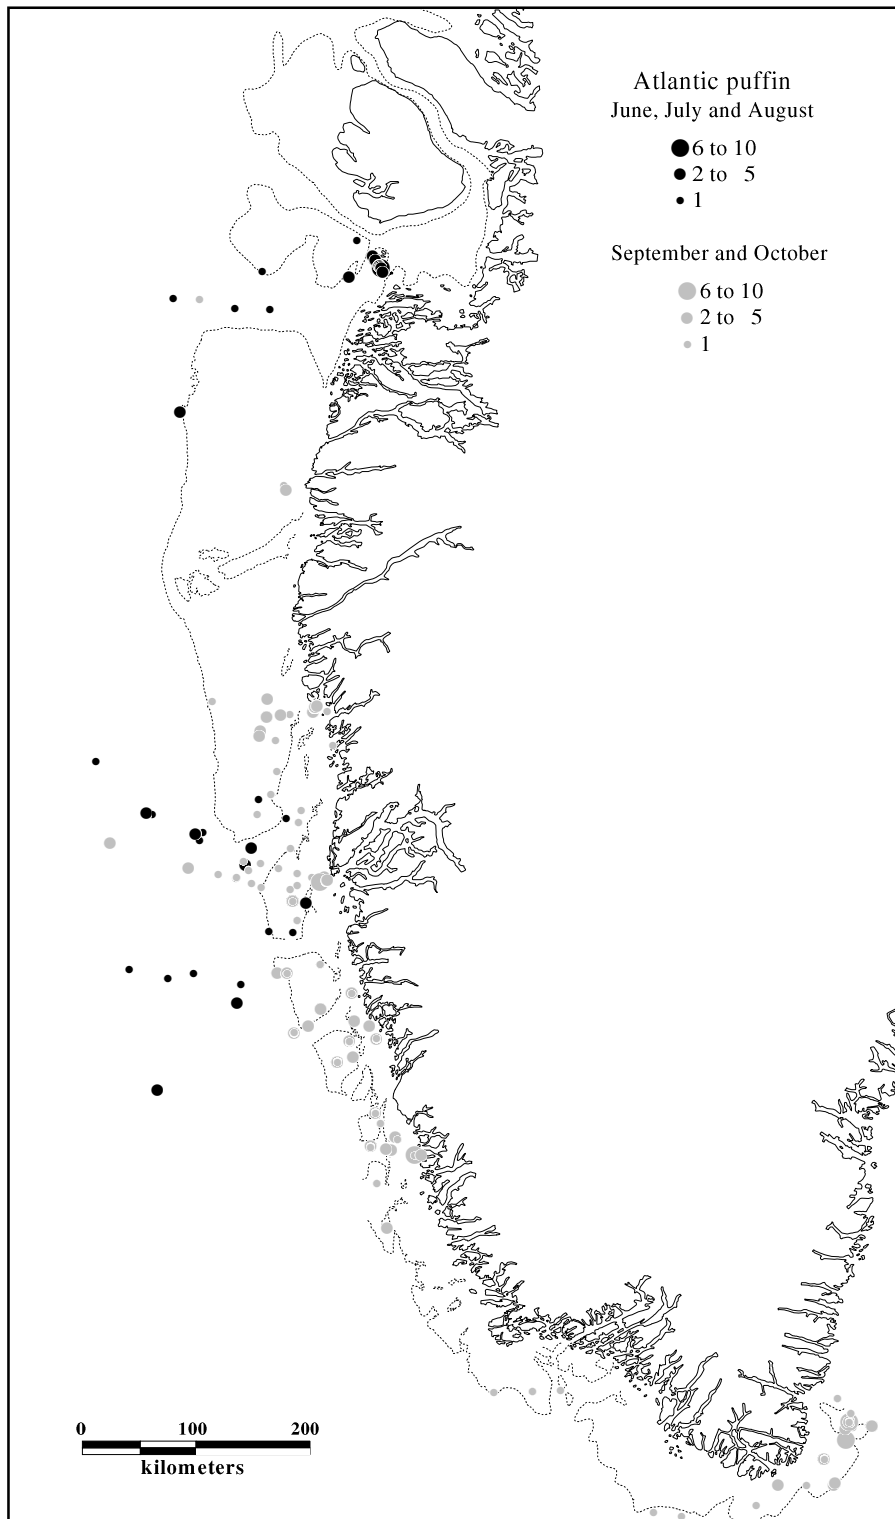 Atlantic puffin
June, July and August
6 to 10
2 to 5
1
September and October
6 to 10
2 to 5
1
0 100 200
kilometers